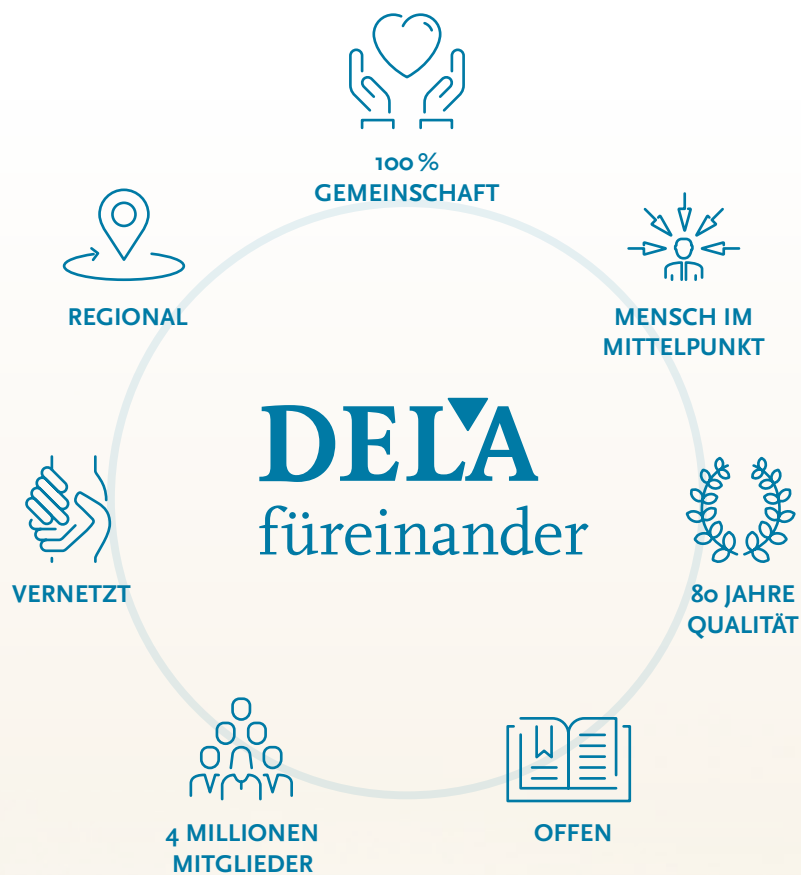 100 %
GEMEINSCHAFT
REGIONAL
MENSCH IM
MITTELPUNKT
DELA
füreinander
VERNETZT
80 JAHRE
QUALITÄT
4 MILLIONEN
MITGLIEDER
OFFEN